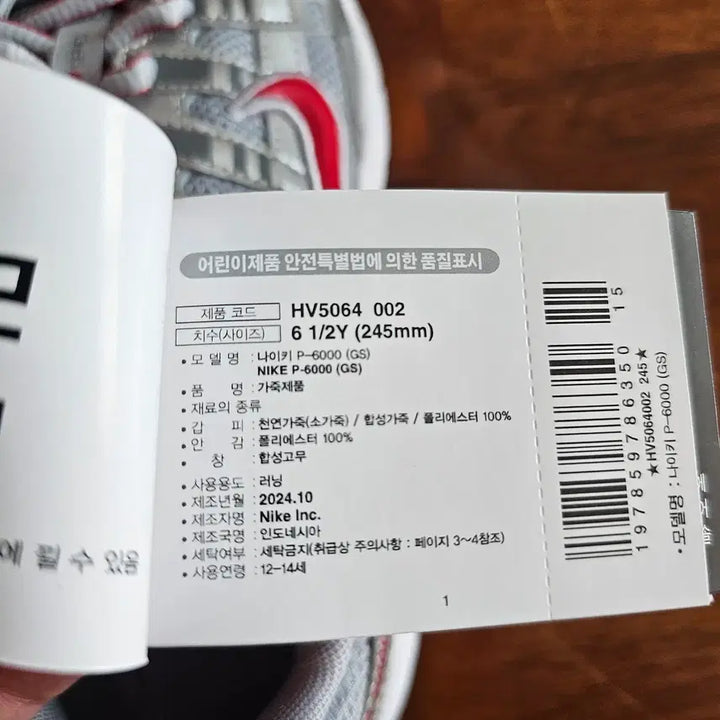 어린이제품 안전특별법에 의한 품질표시
제품 코드 HV5064 002
치수(사이즈) 6 1/2Y (245mm)
• 모 델 명 : 나이키 P-6000 (GS)
NIKE P-6000 (GS)
• 품 명 : 가죽제품
• 재료의 종류
• 갑 피 : 천연가죽(소가죽) / 합성가죽 / 폴리에스터 100%
• 안 감 : 폴리에스터 100%
• 창 : 합성고무
• 사용용도 : 러닝
• 제조년월 : 2024.10
• 제조자명 : Nike Inc.
• 제조국명 : 인도네시아
• 세탁여부 : 세탁금지(취급상 주의사항 : 페이지 3~4참조)
• 사용연령 : 12-14세
1
15
197859786350
★HV5064002 245★
• 모델명 : 나이키 P-6000 (GS)
에 될 수 있음